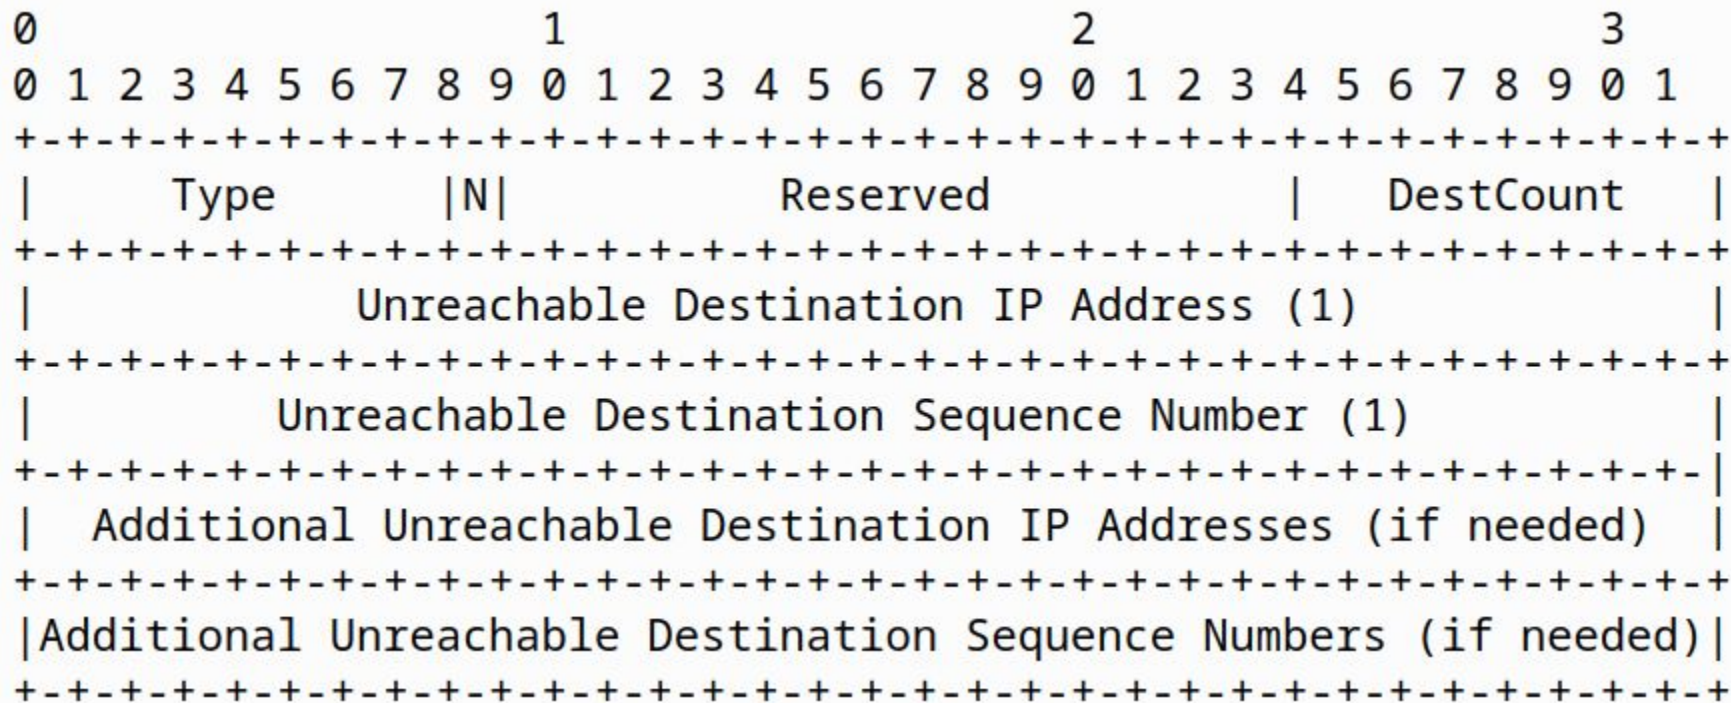 0                   1                   2                   3
0 1 2 3 4 5 6 7 8 9 0 1 2 3 4 5 6 7 8 9 0 1 2 3 4 5 6 7 8 9 0 1
+-+-+-+-+-+-+-+-+-+-+-+-+-+-+-+-+-+-+-+-+-+-+-+-+-+-+-+-+-+-+-+-+
|     Type      |N|          Reserved           |   DestCount   |
+-+-+-+-+-+-+-+-+-+-+-+-+-+-+-+-+-+-+-+-+-+-+-+-+-+-+-+-+-+-+-+-+
|            Unreachable Destination IP Address (1)             |
+-+-+-+-+-+-+-+-+-+-+-+-+-+-+-+-+-+-+-+-+-+-+-+-+-+-+-+-+-+-+-+-+
|         Unreachable Destination Sequence Number (1)           |
+-+-+-+-+-+-+-+-+-+-+-+-+-+-+-+-+-+-+-+-+-+-+-+-+-+-+-+-+-+-+-+-|
|  Additional Unreachable Destination IP Addresses (if needed)  |
+-+-+-+-+-+-+-+-+-+-+-+-+-+-+-+-+-+-+-+-+-+-+-+-+-+-+-+-+-+-+-+-+
|Additional Unreachable Destination Sequence Numbers (if needed)|
+-+-+-+-+-+-+-+-+-+-+-+-+-+-+-+-+-+-+-+-+-+-+-+-+-+-+-+-+-+-+-+-+